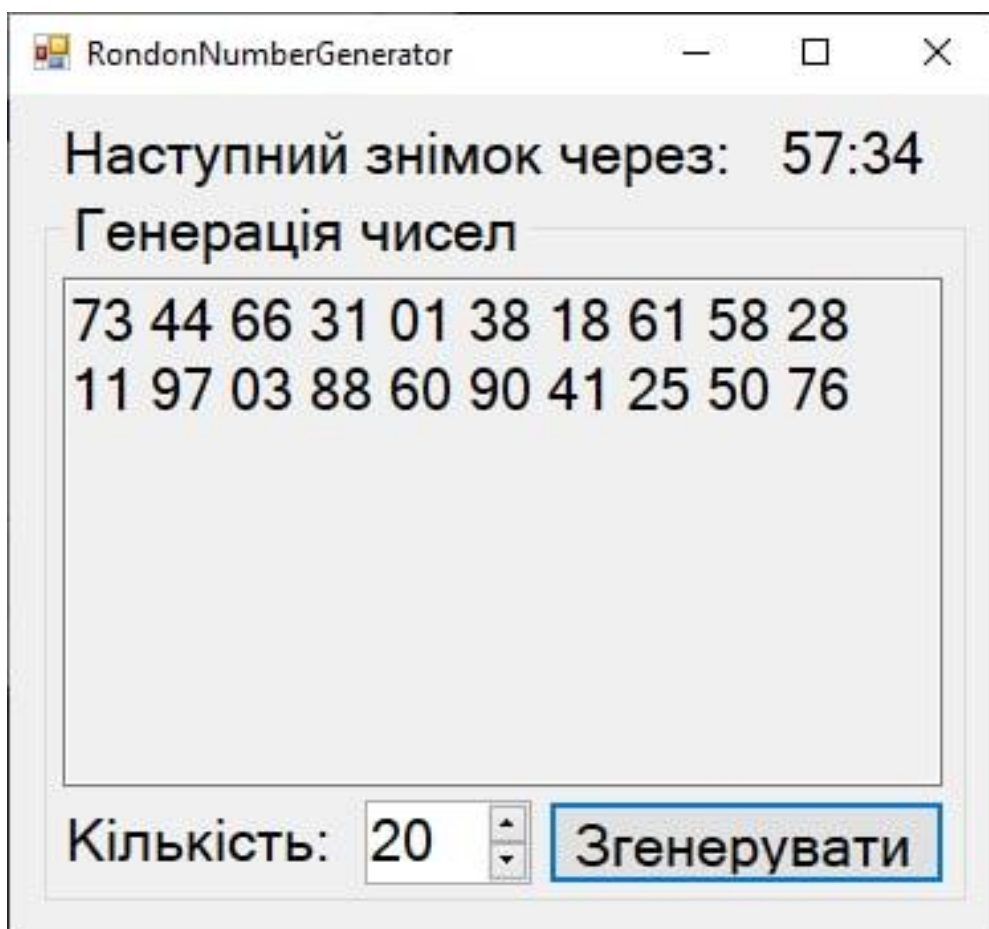 RondonNumberGenerator
Наступний знімок через: 57:34
Генерація чисел
73 44 66 31 01 38 18 61 58 28
11 97 03 88 60 90 41 25 50 76
Кількість: 20 Згенерувати